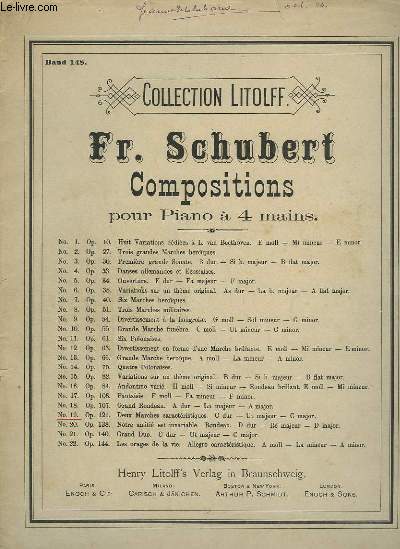 www.Le-Livre.com
Band 148.
COLLECTION LITOLFF.
Fr. Schubert
Compositions
pour Piano à 4 mains.
No. 1. Op. 10. Huit Variations dédiées à L. van Beethoven. E moll — Mi mineur — E minor.
No. 2. Op. 27. Trois grandes Marches héroïques.
No. 3. Op. 30. Première grande Sonate. B dur — Si b. majeur — B flat major.
No. 4. Op. 33. Danses allemandes et Écossaises.
No. 5. Op. 34. Ouverture. F dur — Fa majeur — F major.
No. 6. Op. 35. Variations sur un thême original. As dur — La b. majeur — A flat major.
No. 7. Op. 40. Six Marches héroïques.
No. 8. Op. 51. Trois Marches militaires.
No. 9. Op. 54. Divertissement à la hongroise. G moll — Sol mineur — G minor.
No. 10. Op. 55. Grande Marche funèbre. C moll — Ut mineur — C minor.
No. 11. Op. 61. Six Polonaises.
No. 12. Op. 63. Divertissement en forme d'une Marche brillante. E moll — Mi mineur — E minor.
No. 13. Op. 66. Grande Marche héroïque. A moll — La mineur — A minor.
No. 14. Op. 75. Quatre Polonaises.
No. 15. Op. 82. Variations sur un thême original. B dur — Si b. majeur — B flat major.
No. 16. Op. 84. Andantino varié. H moll — Si mineur — Rondeau brillant. E moll — Mi mineur.
No. 17. Op. 103. Fantaisie. F moll — Fa mineur — F minor.
No. 18. Op. 107. Grand Rondeau. A dur — La majeur — A major.
No. 19. Op. 121. Deux Marches caractéristiques. C dur — Ut majeur — C major.
No. 20. Op. 138. Notre amitié est invariable. Rondeau. D dur — Ré majeur — D major.
No. 21. Op. 140. Grand Duo. C dur — Ut majeur — C major.
No. 22. Op. 144. Les orages de la vie. Allegro caractéristique. A moll — La mineur — A minor.
Henry Litolff's Verlag in Braunschweig.
PARIS. MILANO. BOSTON & NEW YORK. LONDON.
ENOCH & Cie. CARISCH & JÄNICHEN. ARTHUR P. SCHMIDT. ENOCH & SONS.